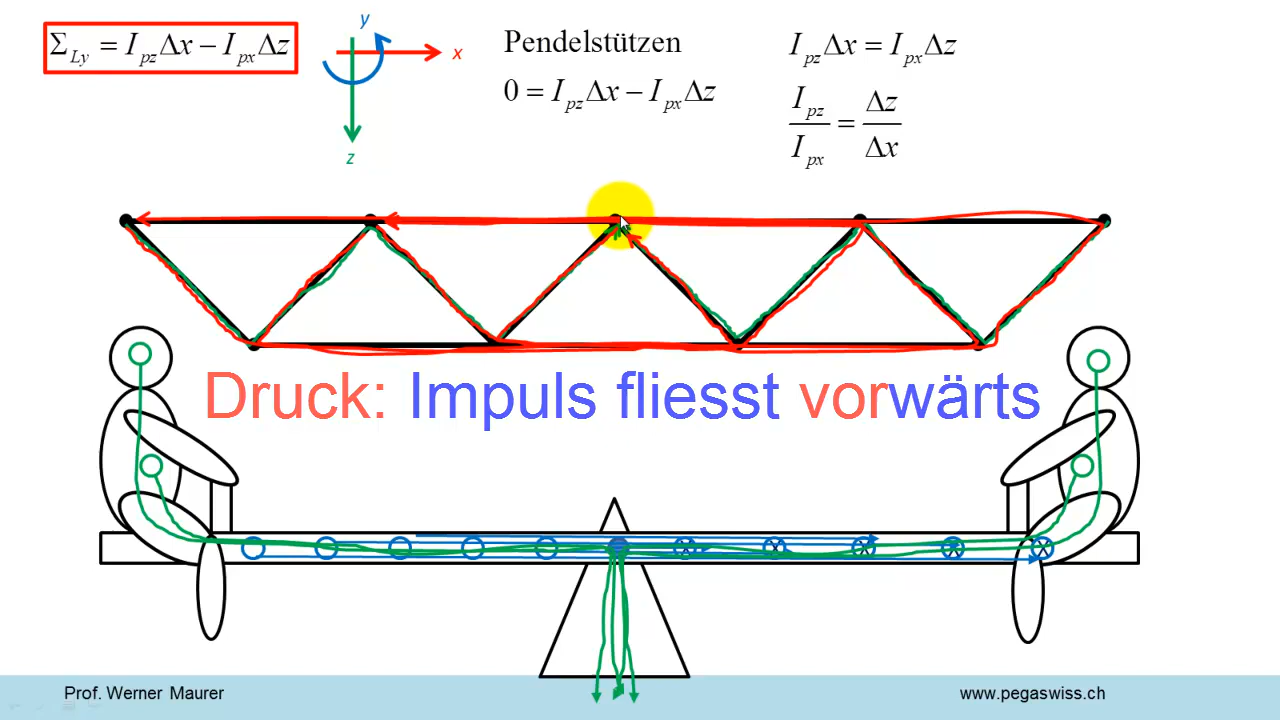 Σ_Ly = I_pz Δx − I_px Δz
y
x
z
Pendelstützen
0 = I_pz Δx − I_px Δz
I_pz Δx = I_px Δz
I_pz / I_px = Δz / Δx
Druck: Impuls fliesst vorwärts
Prof. Werner Maurer
www.pegaswiss.ch